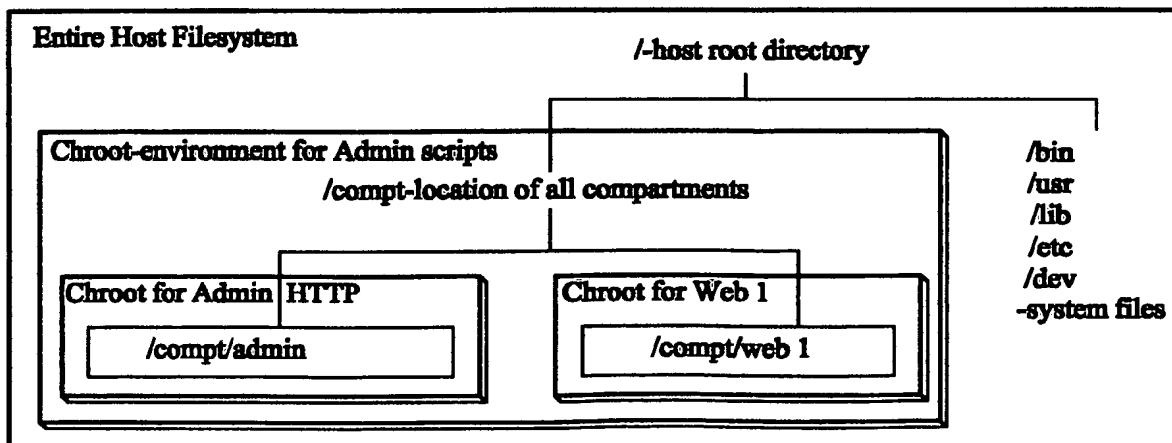 Entire Host Filesystem
/-host root directory
Chroot-environment for Admin scripts
/compt-location of all compartments
Chroot for Admin HTTP
/compt/admin
Chroot for Web 1
/compt/web 1
/bin
/usr
/lib
/etc
/dev
-system files